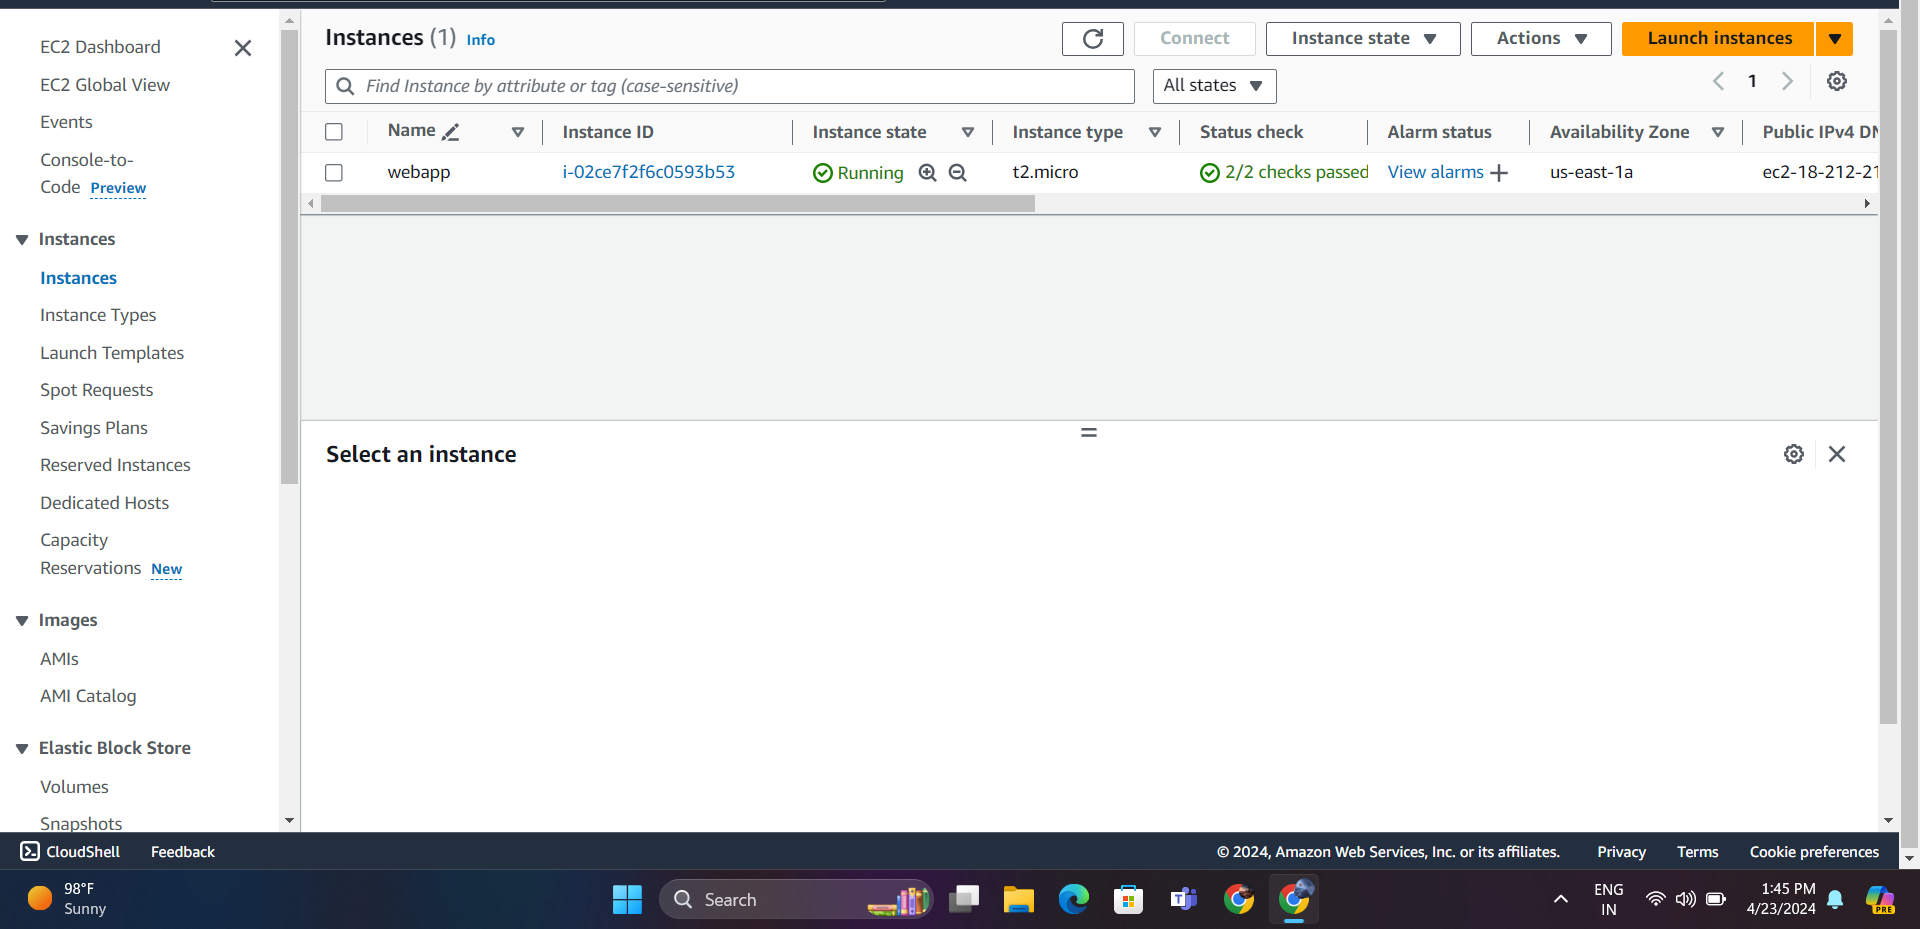 EC2 Dashboard
EC2 Global View
Events
Console-to-
Code Preview
Instances
Instances
Instance Types
Launch Templates
Spot Requests
Savings Plans
Reserved Instances
Dedicated Hosts
Capacity
Reservations New
Images
AMIs
AMI Catalog
Elastic Block Store
Volumes
Snapshots
Instances (1) Info
Connect
Instance state
Actions
Launch instances
Find Instance by attribute or tag (case-sensitive)
All states
1
Name Instance ID Instance state Instance type Status check Alarm status Availability Zone Public IPv4 DN
webapp i-02ce7f2f6c0593b53 Running t2.micro 2/2 checks passed View alarms us-east-1a ec2-18-212-21
Select an instance
CloudShell Feedback © 2024, Amazon Web Services, Inc. or its affiliates. Privacy Terms Cookie preferences
98°F
Sunny
Search
ENG
IN
1:45 PM
4/23/2024
PRE